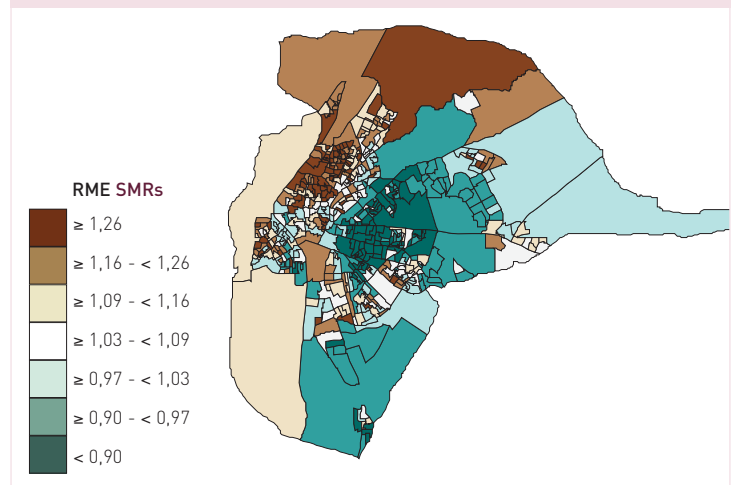 RME SMRs
≥ 1,26
≥ 1,16 - < 1,26
≥ 1,09 - < 1,16
≥ 1,03 - < 1,09
≥ 0,97 - < 1,03
≥ 0,90 - < 0,97
< 0,90